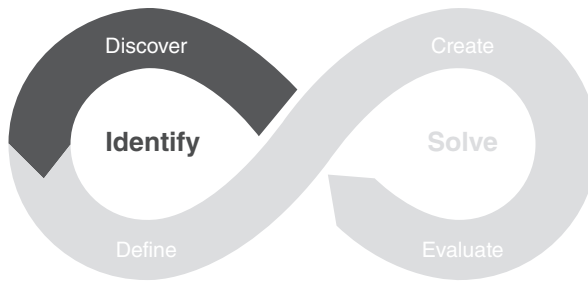 Discover
Create
Identify
Solve
Define
Evaluate